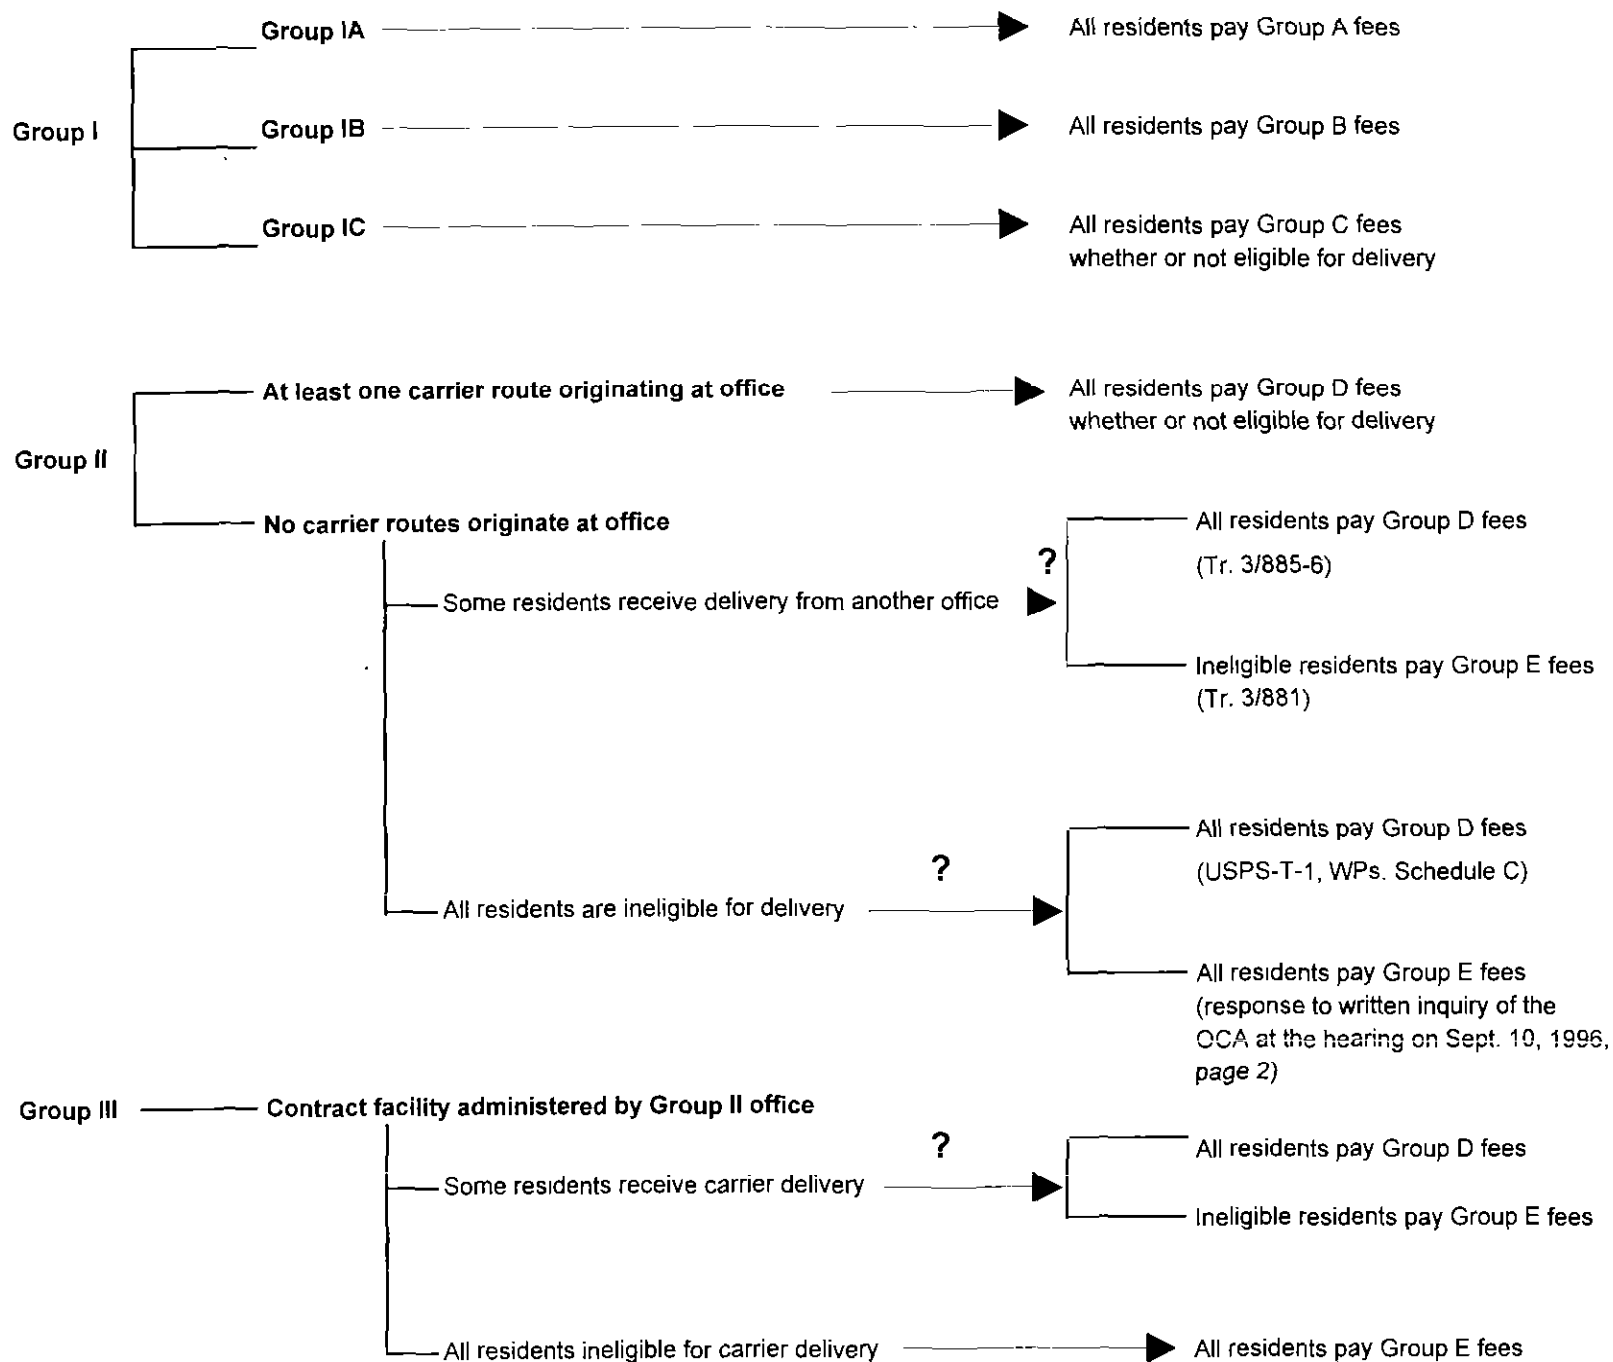 Group IA
All residents pay Group A fees
Group I
Group IB
All residents pay Group B fees
Group IC
All residents pay Group C fees
whether or not eligible for delivery
At least one carrier route originating at office
All residents pay Group D fees
whether or not eligible for delivery
Group II
No carrier routes originate at office
Some residents receive delivery from another office
?
All residents pay Group D fees
(Tr. 3/885-6)
Ineligible residents pay Group E fees
(Tr. 3/881)
All residents are ineligible for delivery
?
All residents pay Group D fees
(USPS-T-1, WPs. Schedule C)
All residents pay Group E fees
(response to written inquiry of the
OCA at the hearing on Sept. 10, 1996,
page 2)
Group III
Contract facility administered by Group II office
Some residents receive carrier delivery
?
All residents pay Group D fees
Ineligible residents pay Group E fees
All residents ineligible for carrier delivery
All residents pay Group E fees